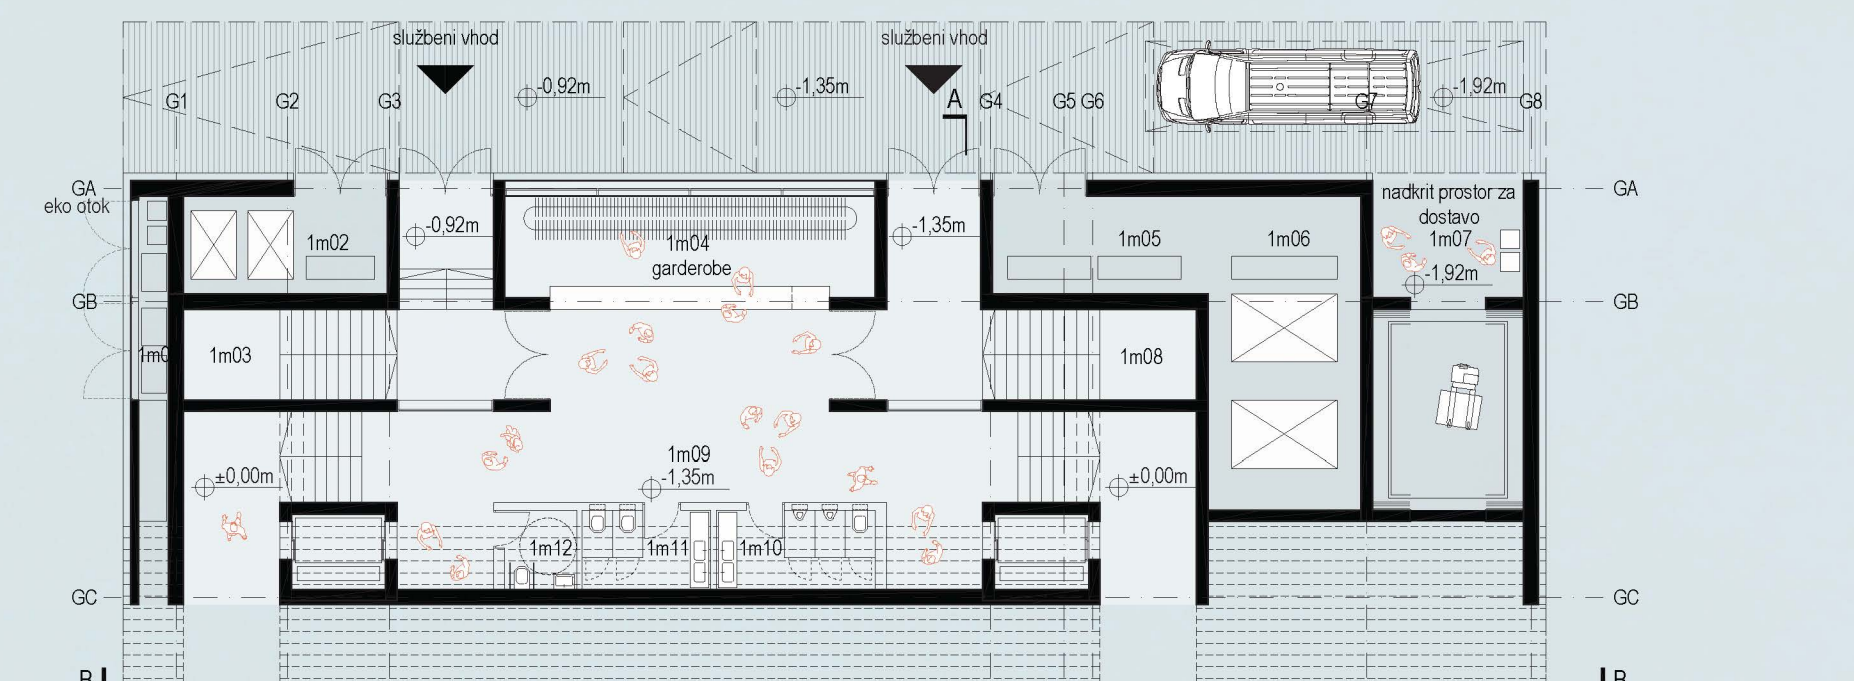 službeni vhod
službeni vhod
-0,92m
-1,35m
-1,92m
G1
G2
G3
A
G4
G5
G6
G7
G8
GA
GA
eko otok
nadkrit prostor za
dostavo
1m02
-0,92m
1m04
garderobe
-1,35m
1m05
1m06
1m07
-1,92m
GB
GB
1m0
1m03
1m08
1m09
-1,35m
±0,00m
±0,00m
1m12
1m11
1m10
GC
GC